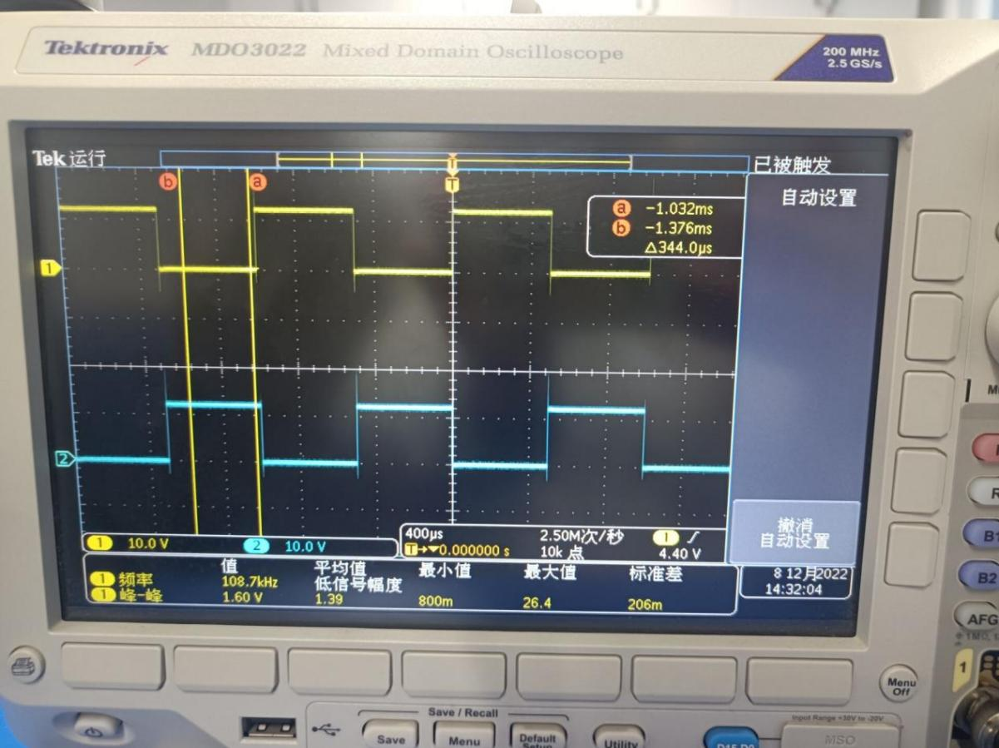 Tektronix MDO3022 Mixed Domain Oscilloscope
200 MHz
2.5 GS/s
Tek 运行
已被触发
b a T
T
自动设置
a -1.032ms
b -1.376ms
△344.0μs
1
2
1 10.0 V 2 10.0 V
400μs 2.50M次/秒 1
T→▼0.000000 s 10k 点 4.40 V
撤消
自动设置
值 平均值 最小值 最大值 标准差
1 频率 108.7kHz 低信号幅度
1 峰-峰 1.60 V 1.39 800m 26.4 206m
8 12月2022
14:32:04
B1
B2
AFG
1
Menu
Off
Save / Recall
Save
Menu
Default
Setup
Utility
D15-D0
Input Range +30V to -20V
MSO